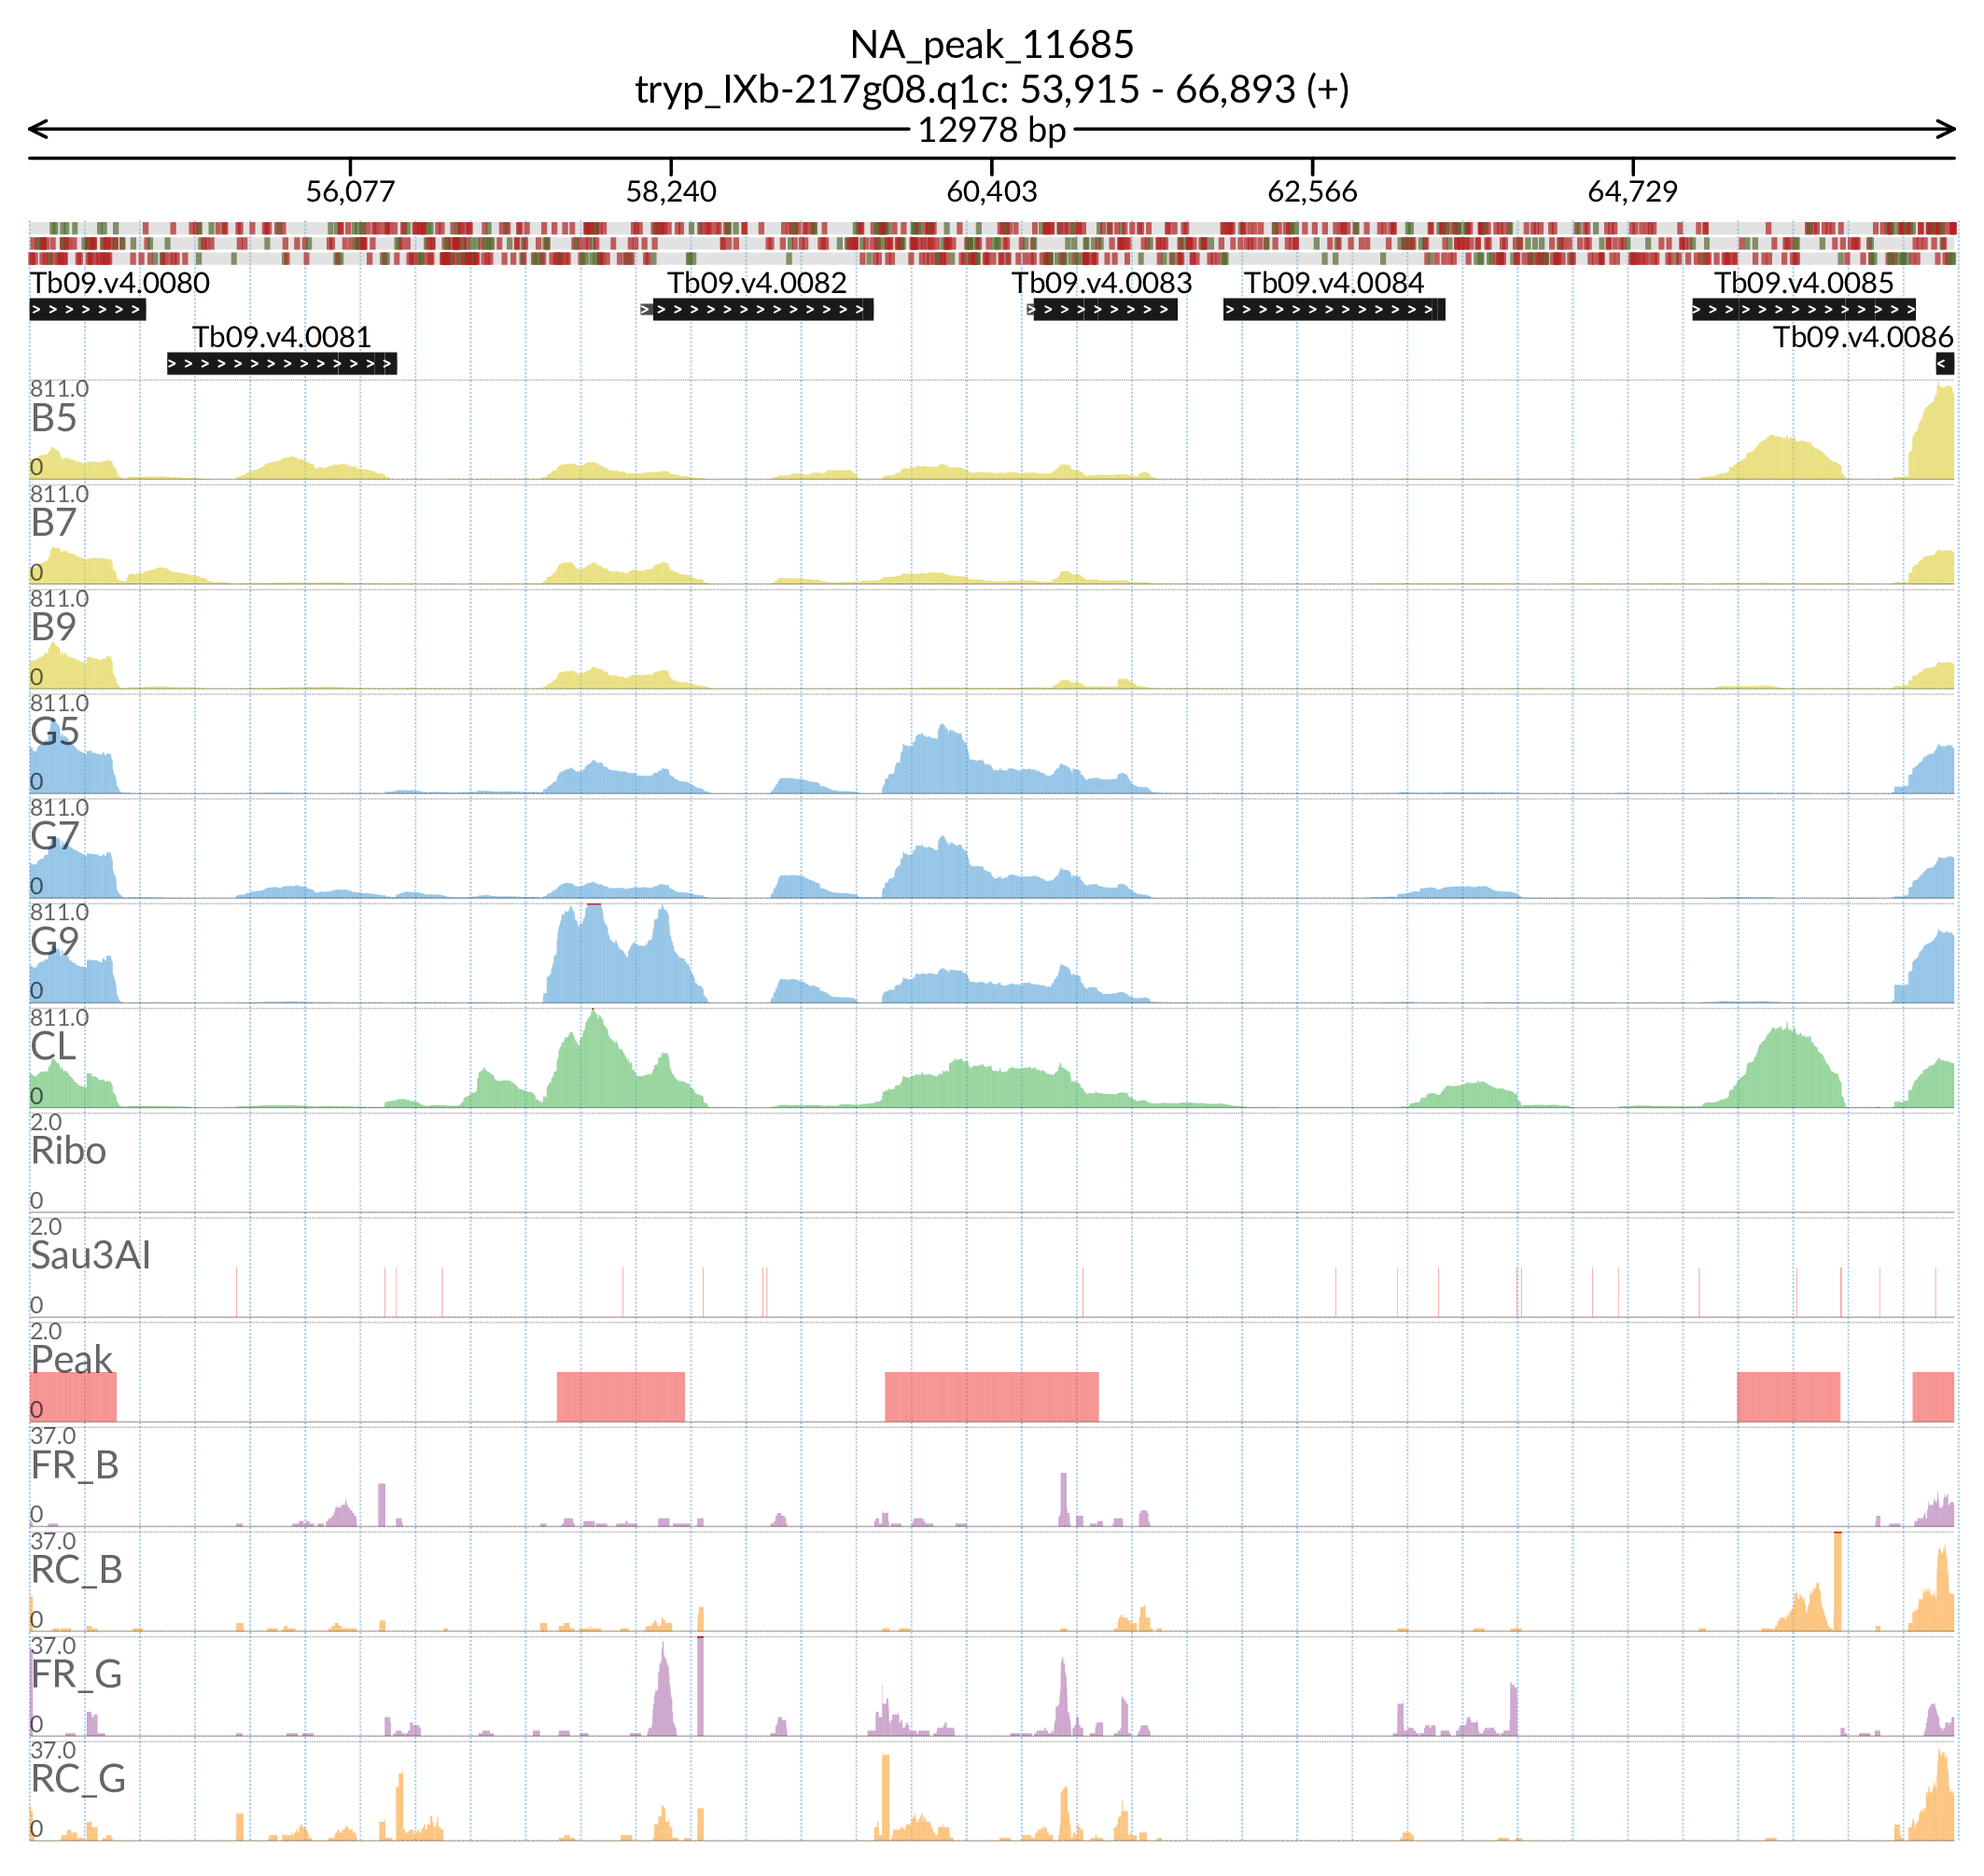 NA_peak_11685
tryp_IXb-217g08.q1c: 53,915 - 66,893 (+)
12978 bp
56,077 58,240 60,403 62,566 64,729
Tb09.v4.0080 Tb09.v4.0082 Tb09.v4.0083 Tb09.v4.0084 Tb09.v4.0085
Tb09.v4.0081 Tb09.v4.0086
811.0
B5
0
811.0
B7
0
811.0
B9
0
811.0
G5
0
811.0
G7
0
811.0
G9
0
811.0
CL
0
2.0
Ribo
0
2.0
Sau3AI
0
2.0
Peak
0
37.0
FR_B
0
37.0
RC_B
0
37.0
FR_G
0
37.0
RC_G
0